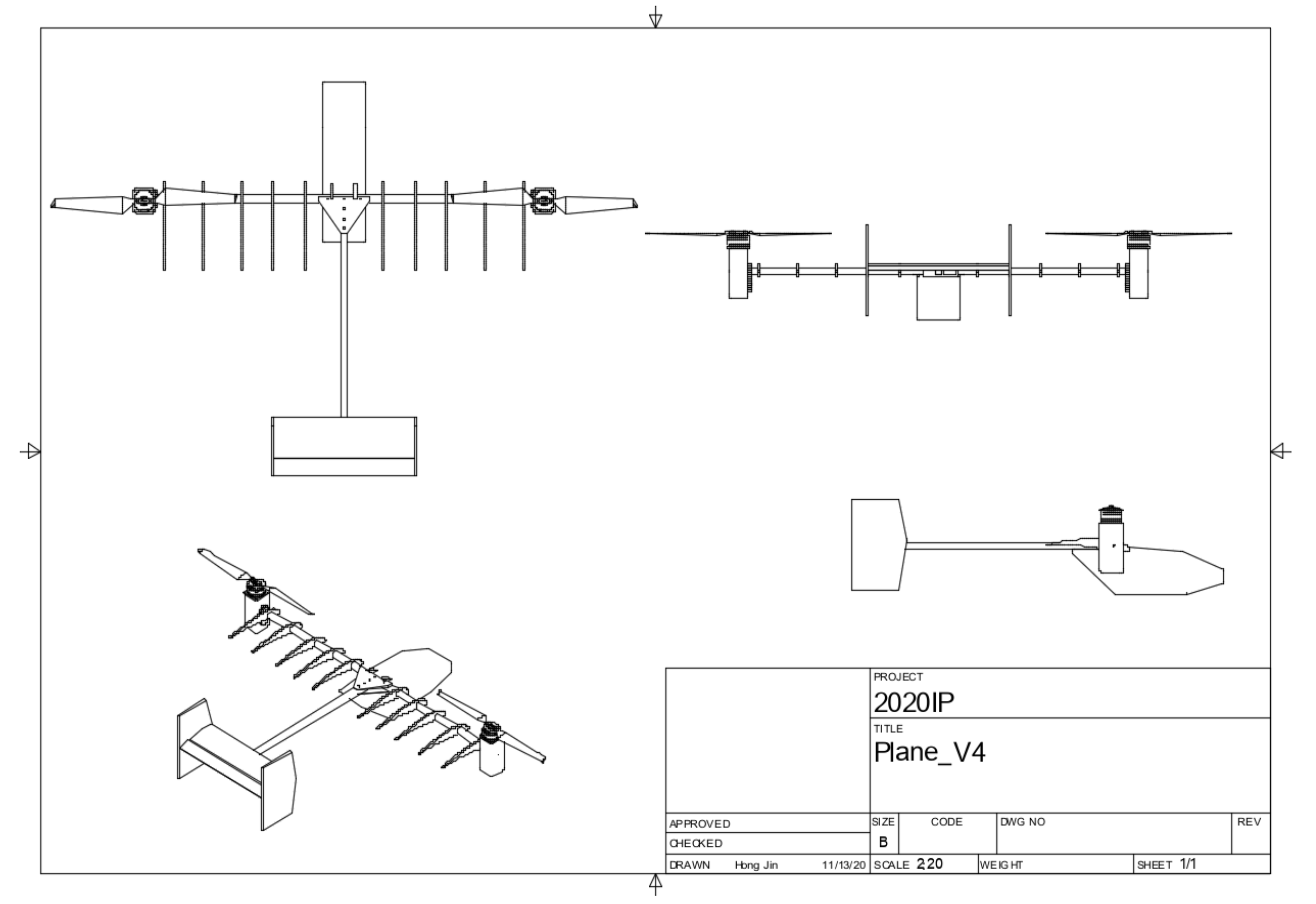 PROJECT
2020IP
TITLE
Plane_V4
APPROVED
SIZE CODE DWG NO REV
CHECKED
B
DRAWN Hong Jin 11/13/20 SCALE 2:20 WEIGHT SHEET 1/1